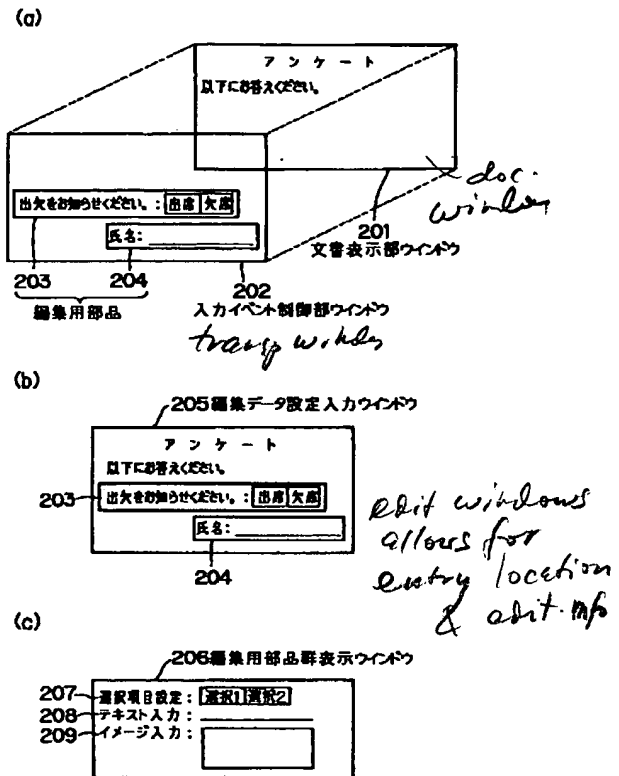 (a)
アンケート
以下にお答えください。
出欠をお知らせください。: 出席 欠席
氏名:
doc.
window
201
文書表示部ウインドウ
203
204
202
編集用部品
入力イベント制御部ウインドウ
transp window
(b)
205編集データ設定入力ウインドウ
アンケート
以下にお答えください。
203
出欠をお知らせください。: 出席 欠席
氏名:
204
edit windows
allows for
entry location
& edit info
(c)
206編集用部品群表示ウインドウ
207 選択項目設定: 選択1 選択2
208 テキスト入力:
209 イメージ入力: